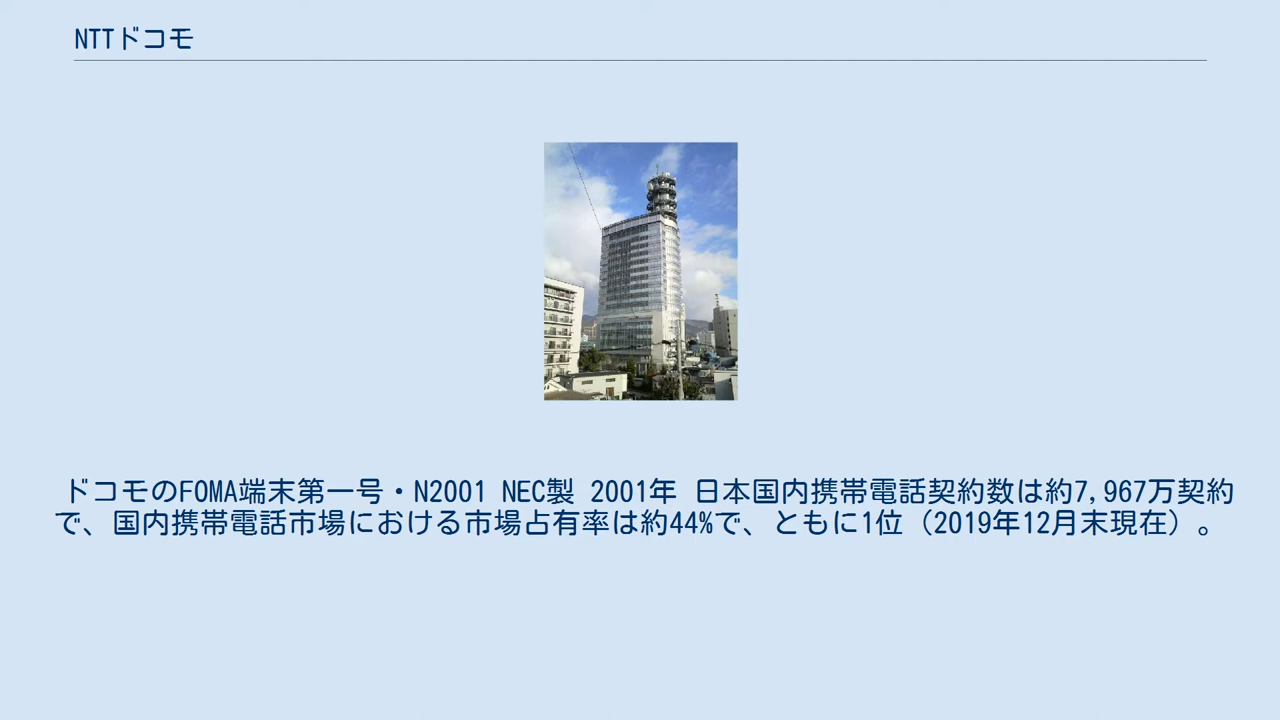 NTTドコモ
ドコモのFOMA端末第一号・N2001 NEC製 2001年 日本国内携帯電話契約数は約7,967万契約
で、国内携帯電話市場における市場占有率は約44%で、ともに1位（2019年12月末現在）。